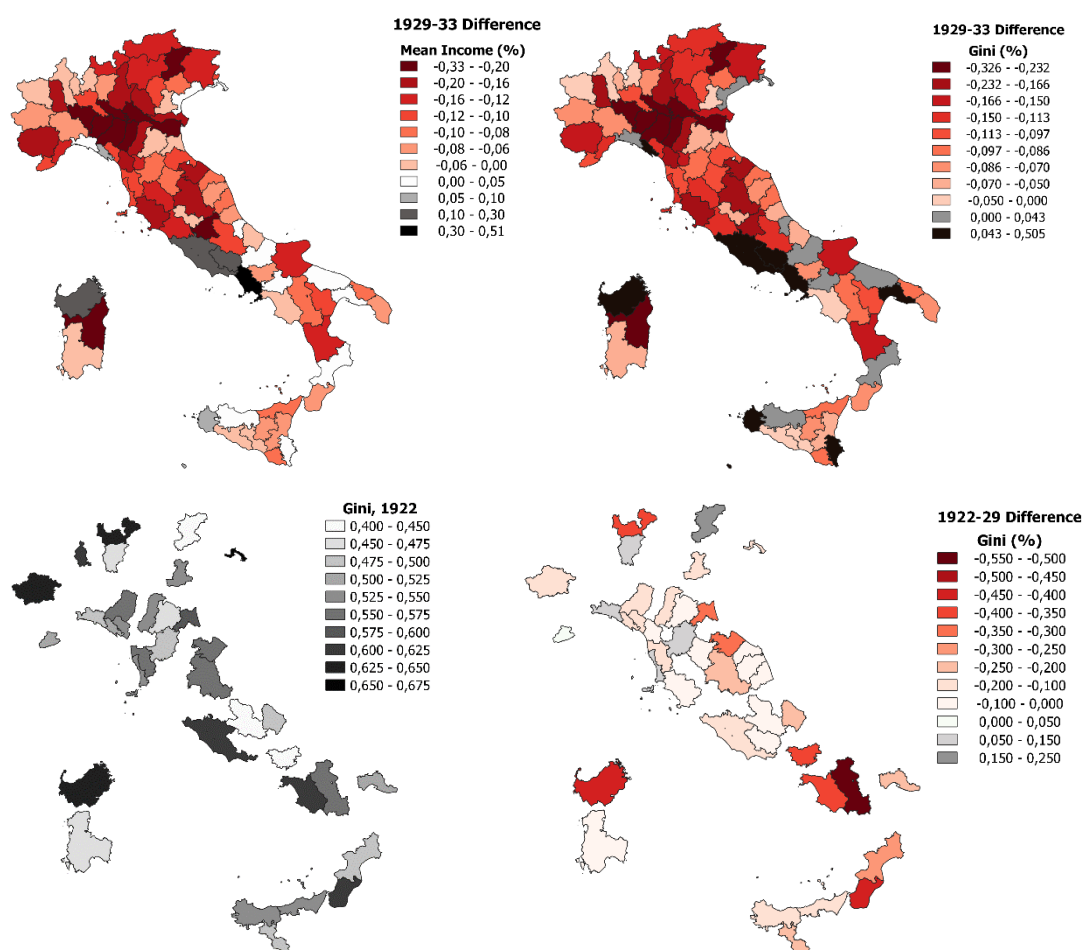 1929-33 Difference
Mean Income (%)
-0,33 - -0,20
-0,20 - -0,16
-0,16 - -0,12
-0,12 - -0,10
-0,10 - -0,08
-0,08 - -0,06
-0,06 - 0,00
0,00 - 0,05
0,05 - 0,10
0,10 - 0,30
0,30 - 0,51
1929-33 Difference
Gini (%)
-0,326 - -0,232
-0,232 - -0,166
-0,166 - -0,150
-0,150 - -0,113
-0,113 - -0,097
-0,097 - -0,086
-0,086 - -0,070
-0,070 - -0,050
-0,050 - -0,000
0,000 - 0,043
0,043 - 0,505
Gini, 1922
0,400 - 0,450
0,450 - 0,475
0,475 - 0,500
0,500 - 0,525
0,525 - 0,550
0,550 - 0,575
0,575 - 0,600
0,600 - 0,625
0,625 - 0,650
0,650 - 0,675
1922-29 Difference
Gini (%)
-0,550 - -0,500
-0,500 - -0,450
-0,450 - -0,400
-0,400 - -0,350
-0,350 - -0,300
-0,300 - -0,250
-0,250 - -0,200
-0,200 - -0,100
-0,100 - -0,000
0,000 - 0,050
0,050 - 0,150
0,150 - 0,250